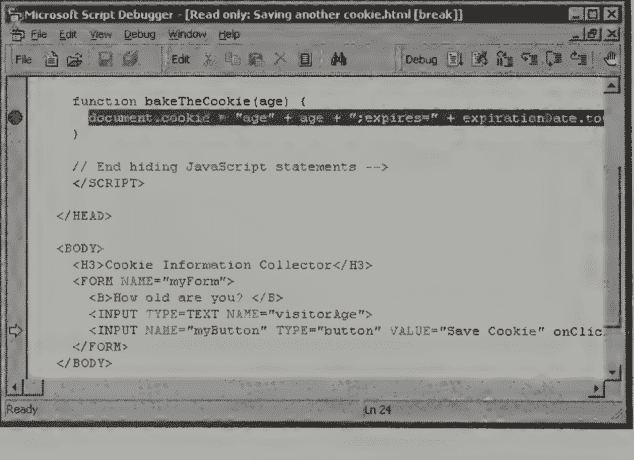 Microsoft Script Debugger - [Read only: Saving another cookie.html [break]]
File Edit View Debug Window Help
File Edit Debug
function bakeTheCookie(age) {
document.cookie = "age" + age + ";expires=" + expirationDate.to
}
// End hiding JavaScript statements -->
</SCRIPT>
</HEAD>
<BODY>
<H3>Cookie Information Collector</H3>
<FORM NAME="myForm">
<B>How old are you? </B>
<INPUT TYPE=TEXT NAME="visitorAge">
<INPUT NAME="myButton" TYPE="button" VALUE="Save Cookie" onClic
</FORM>
</BODY>
Ready Ln 24